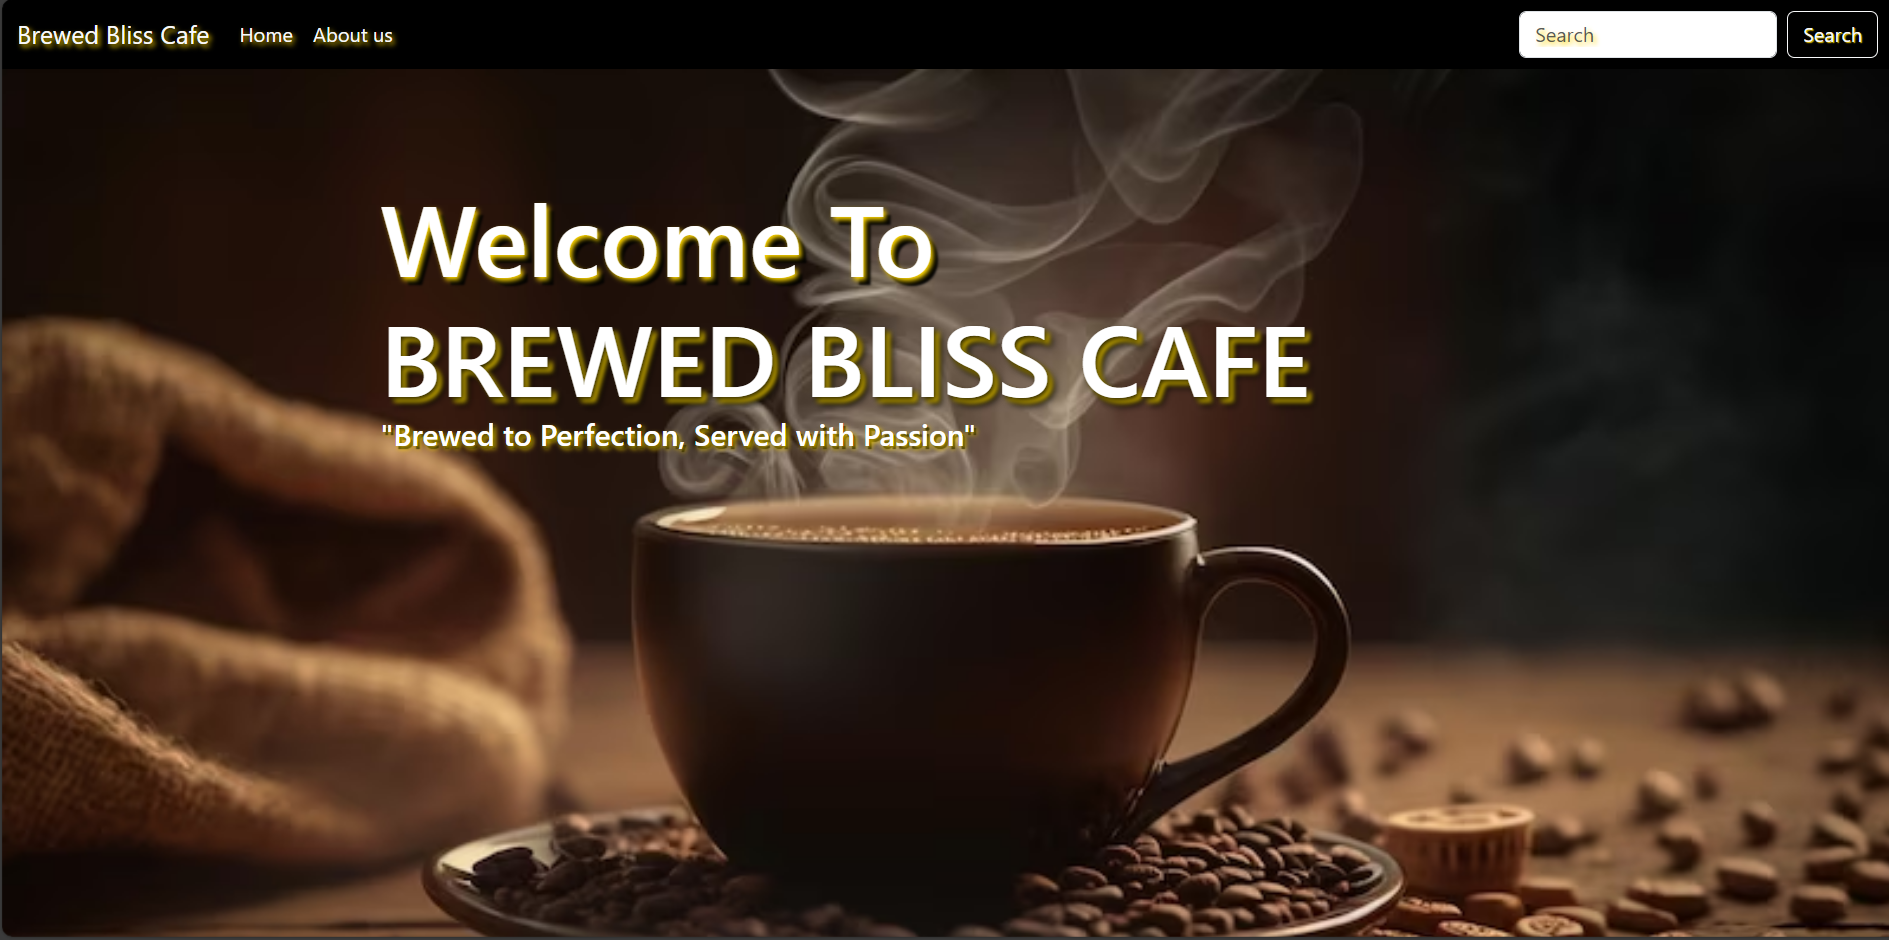 Brewed Bliss Cafe Home About us Search Search
Welcome To
BREWED BLISS CAFE
"Brewed to Perfection, Served with Passion"